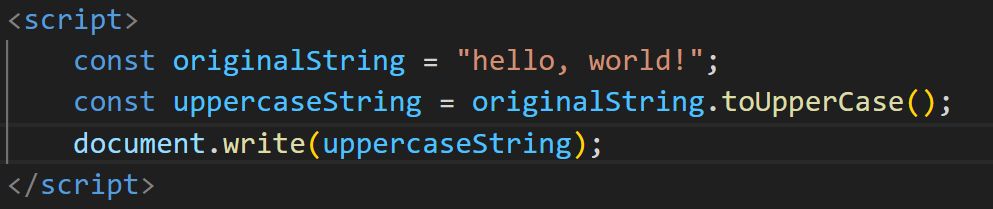 <script>
const originalString = "hello, world!";
const uppercaseString = originalString.toUpperCase();
document.write(uppercaseString);
</script>